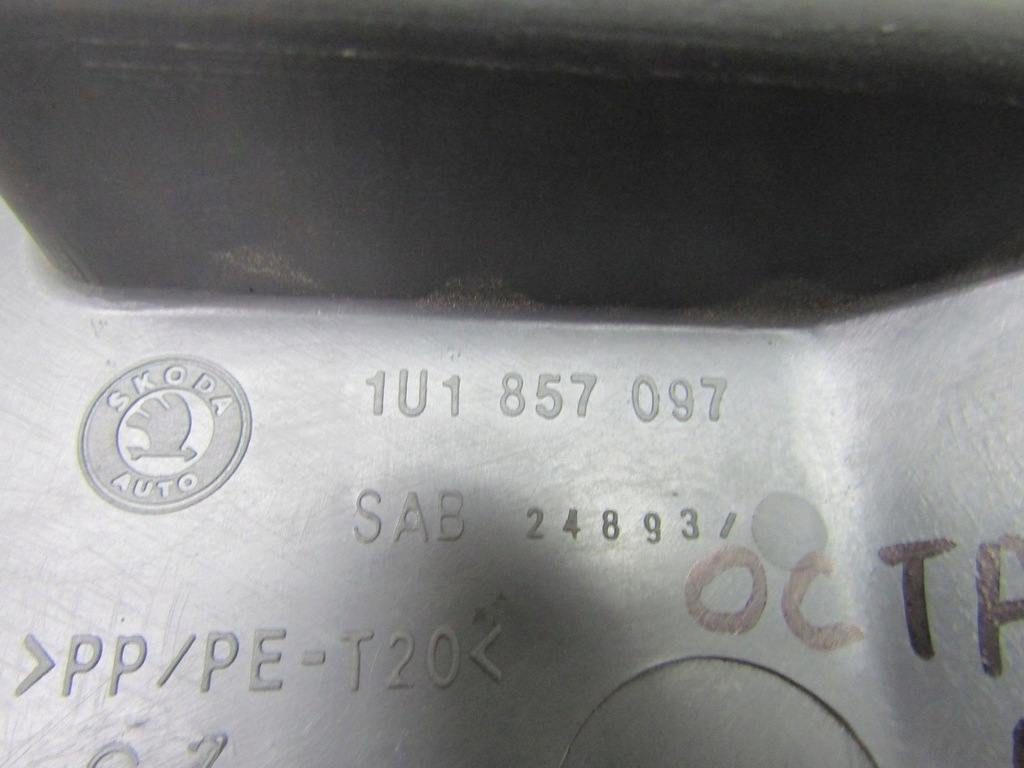 SKODA
AUTO
1U1 857 097
SAB 24893/
OCTA
>PP/PE-T20<